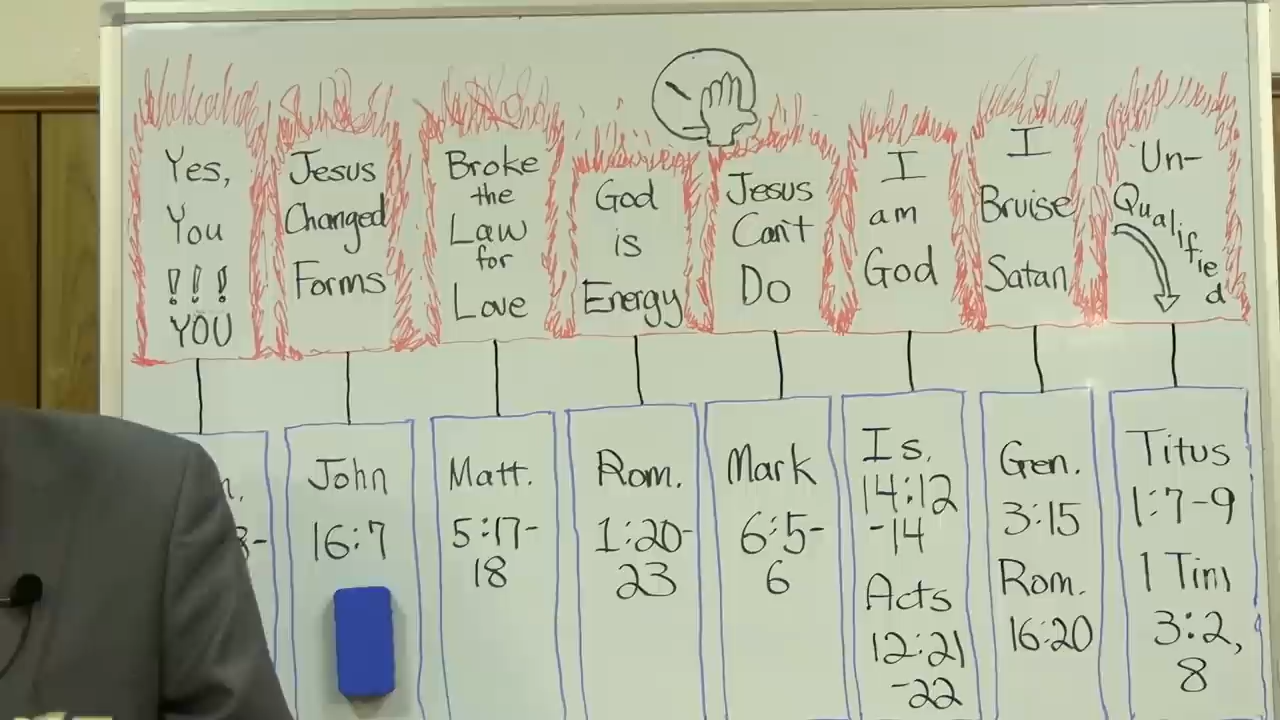 Yes,
You
!!!
YOU
Jesus
Changed
Forms
Broke
the
Law
for
Love
God
is
Energy
Jesus
Can't
Do
I
am
God
I
Bruise
Satan
Un-
Qualified
John
16:7
Matt.
5:17-
18
Rom.
1:20-
23
Mark
6:5-
6
Is.
14:12
-14
Acts
12:21
-22
Gen.
3:15
Rom.
16:20
Titus
1:7-9
1 Tim
3:2,
8